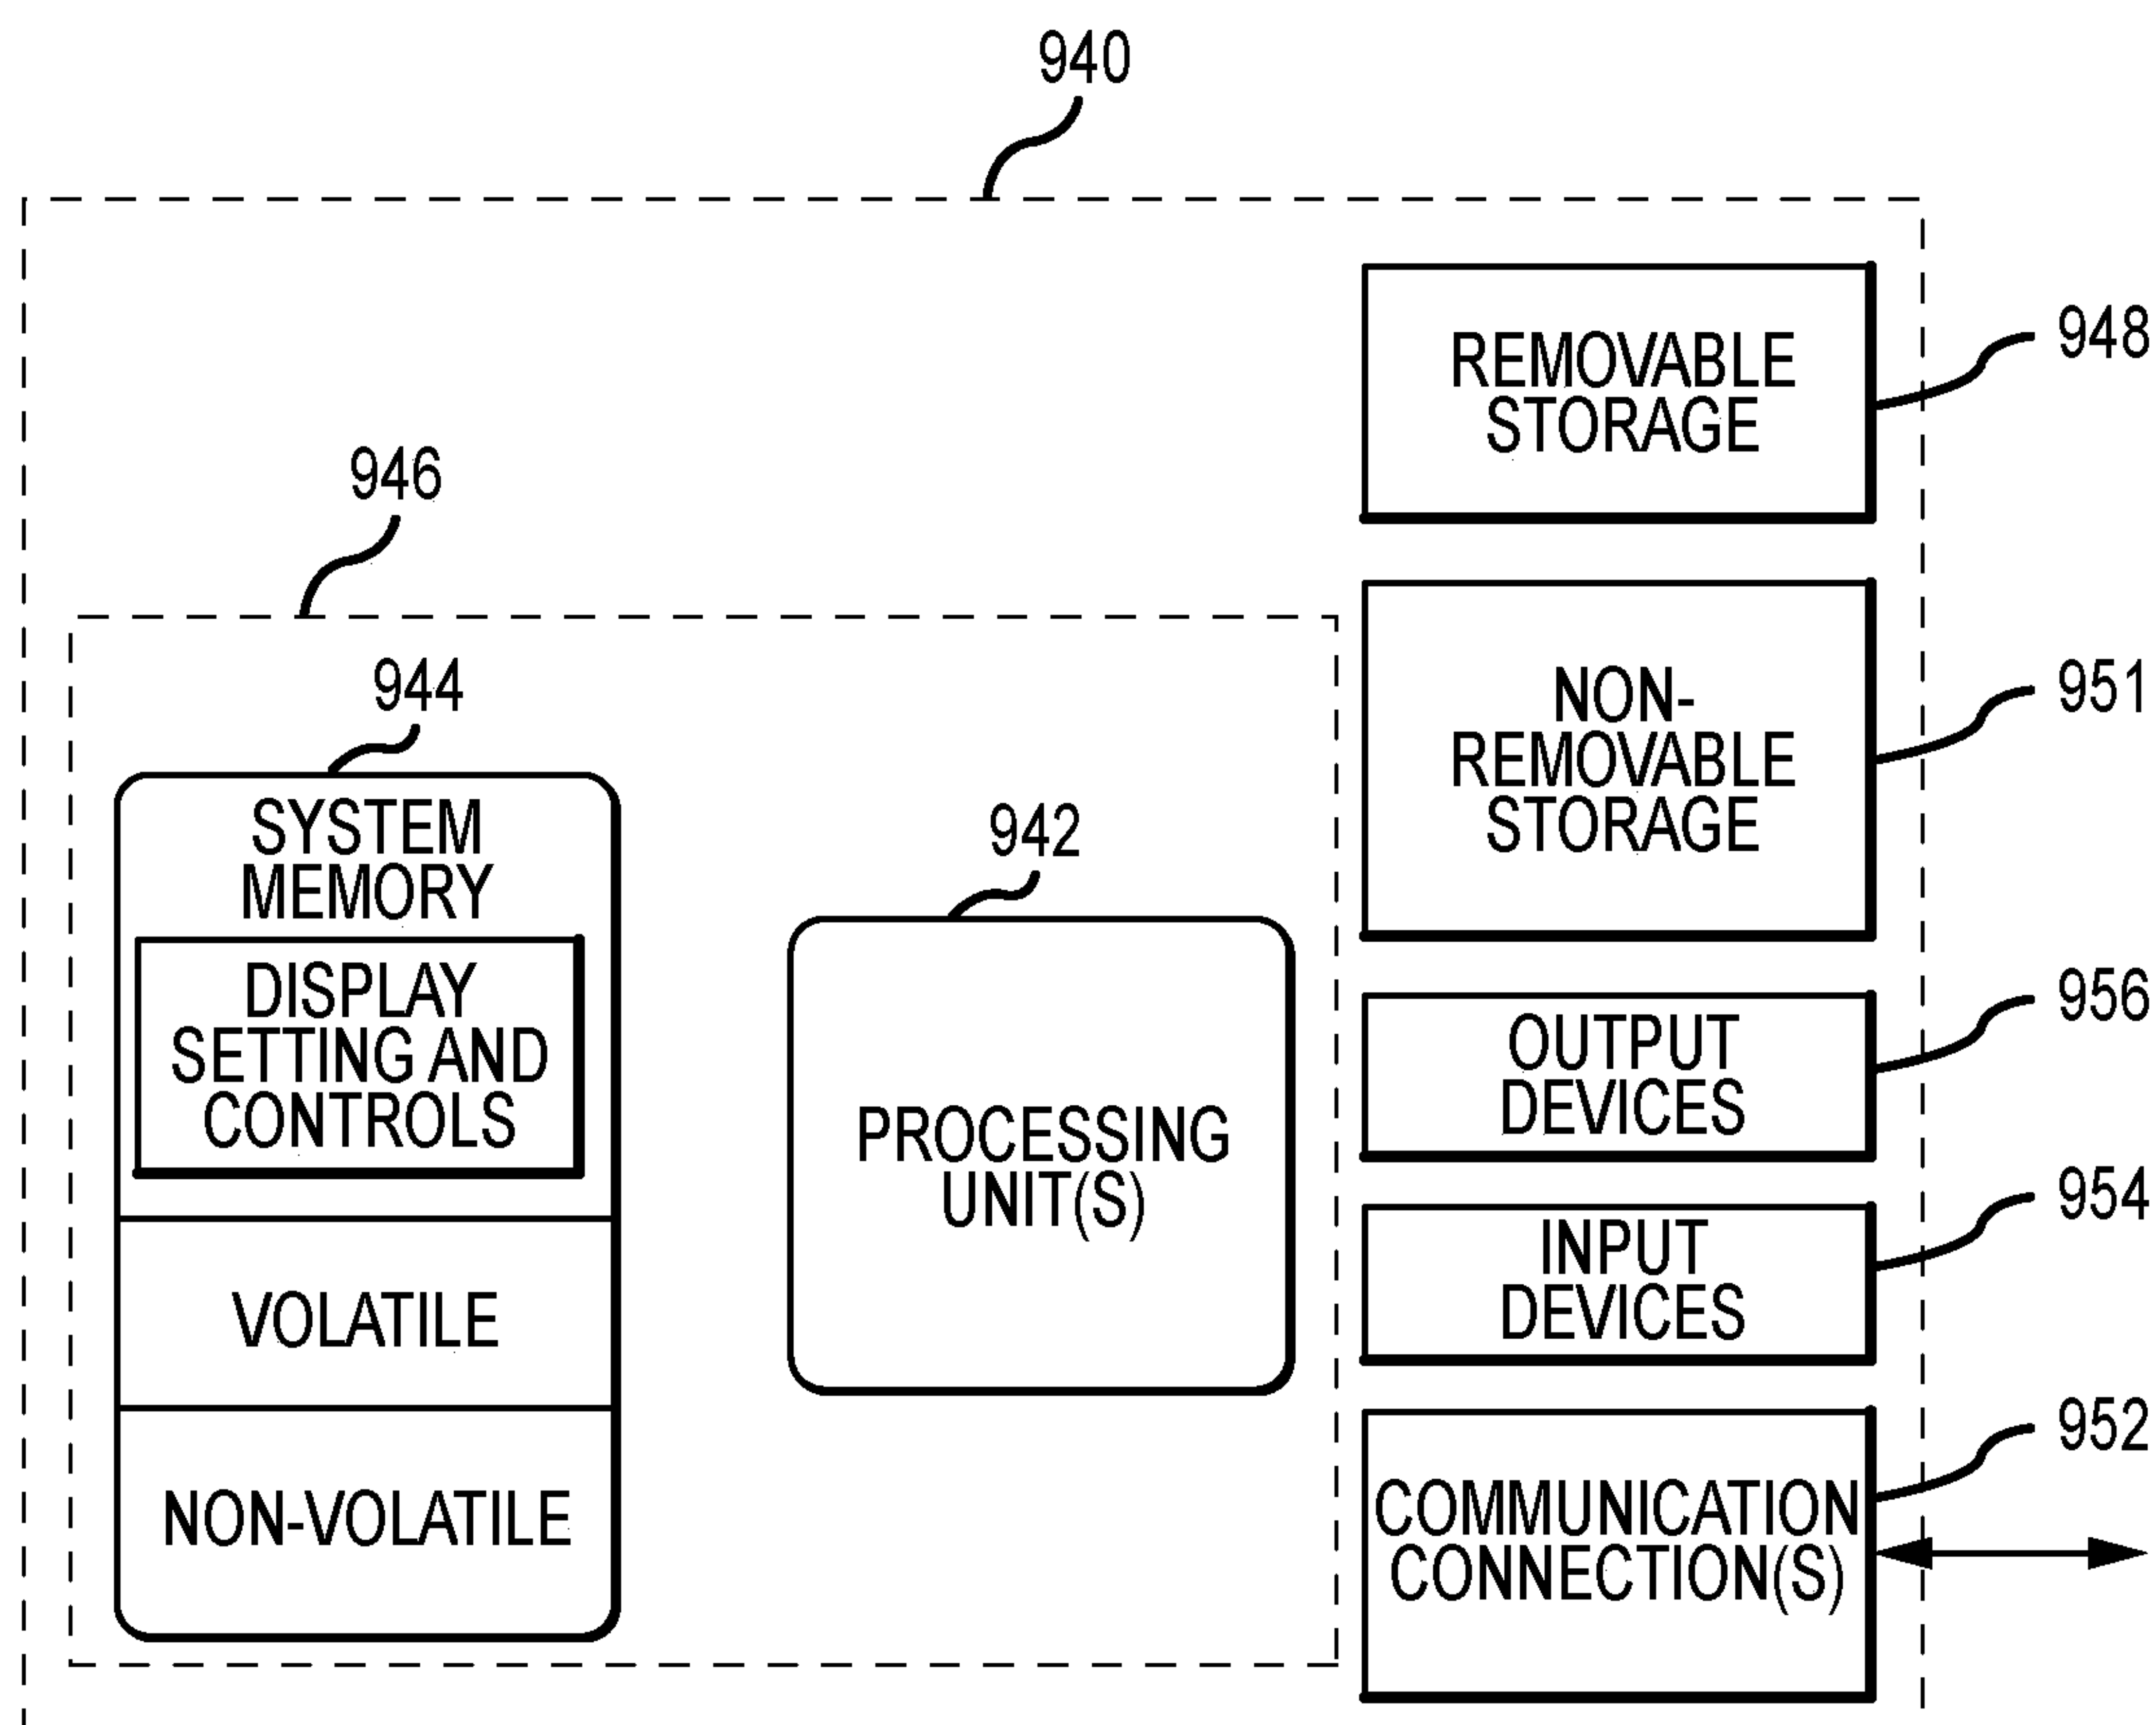 940
REMOVABLE
STORAGE
948
946
NON-
REMOVABLE
STORAGE
951
944
SYSTEM
MEMORY
DISPLAY
SETTING AND
CONTROLS
VOLATILE
NON-VOLATILE
942
PROCESSING
UNIT(S)
OUTPUT
DEVICES
956
INPUT
DEVICES
954
COMMUNICATION
CONNECTION(S)
952